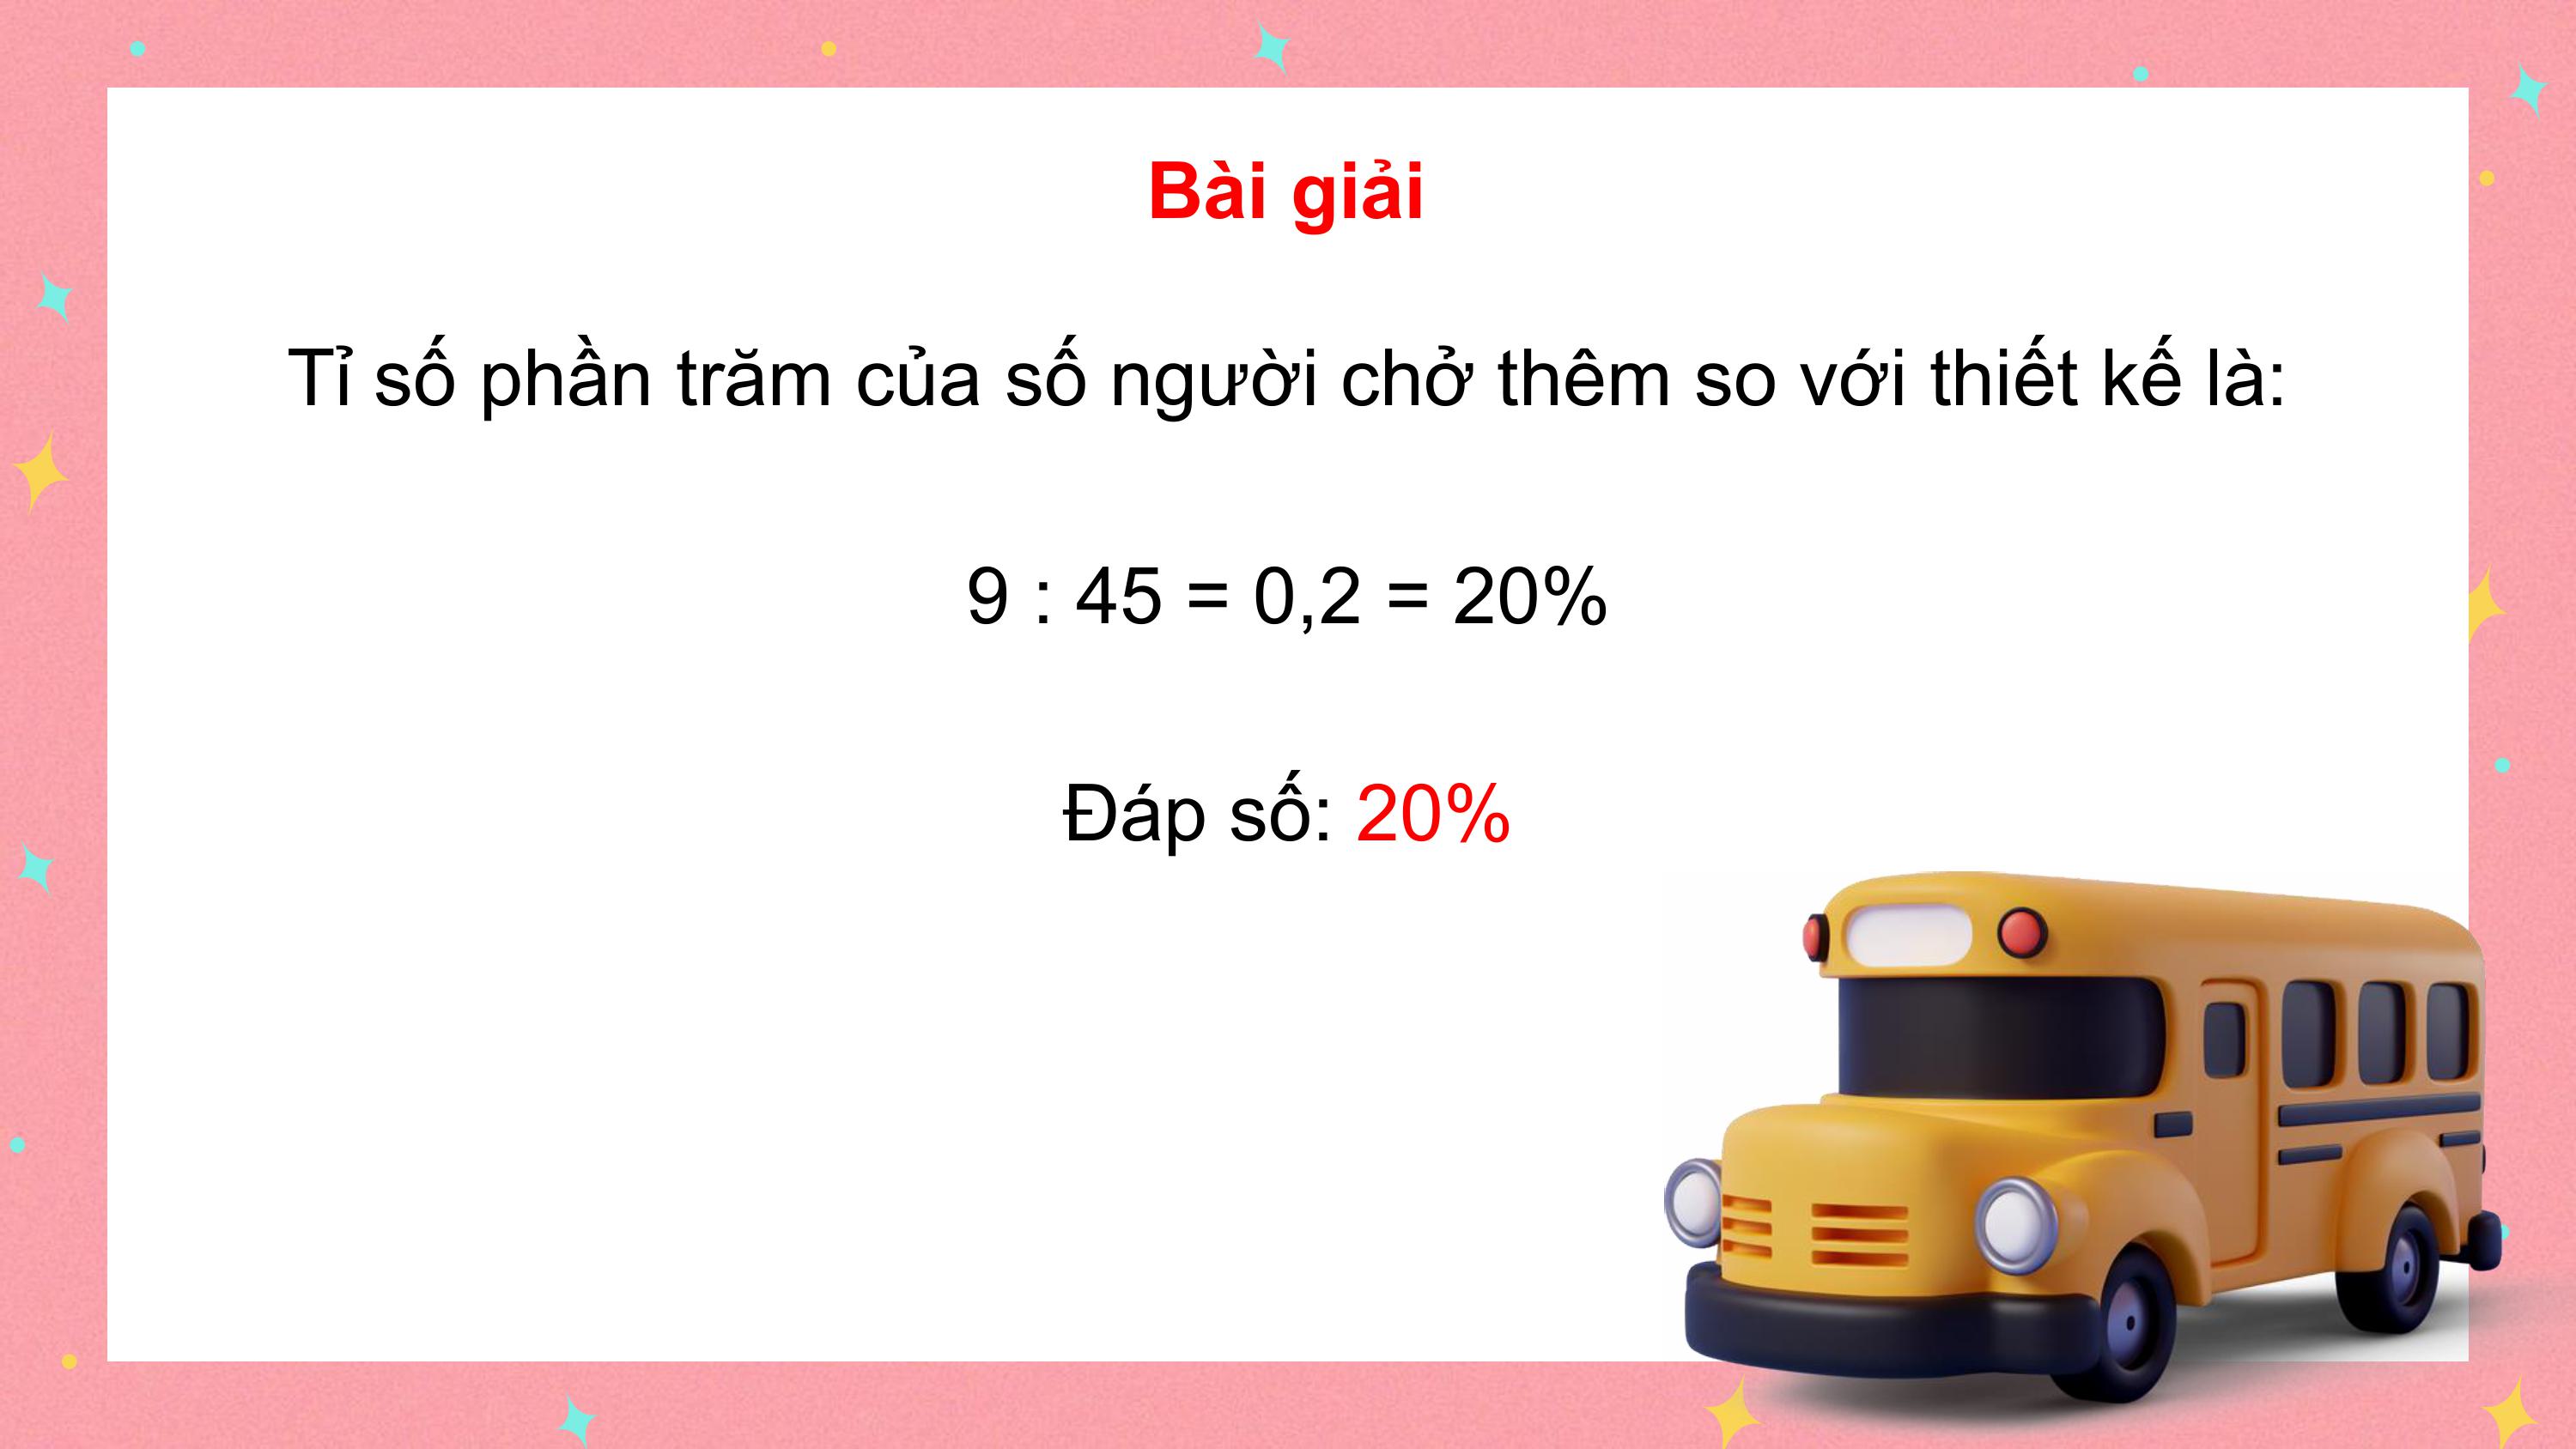 Bài giải
Tỉ số phần trăm của số người chở thêm so với thiết kế là:
9 : 45 = 0,2 = 20%
Đáp số: 20%